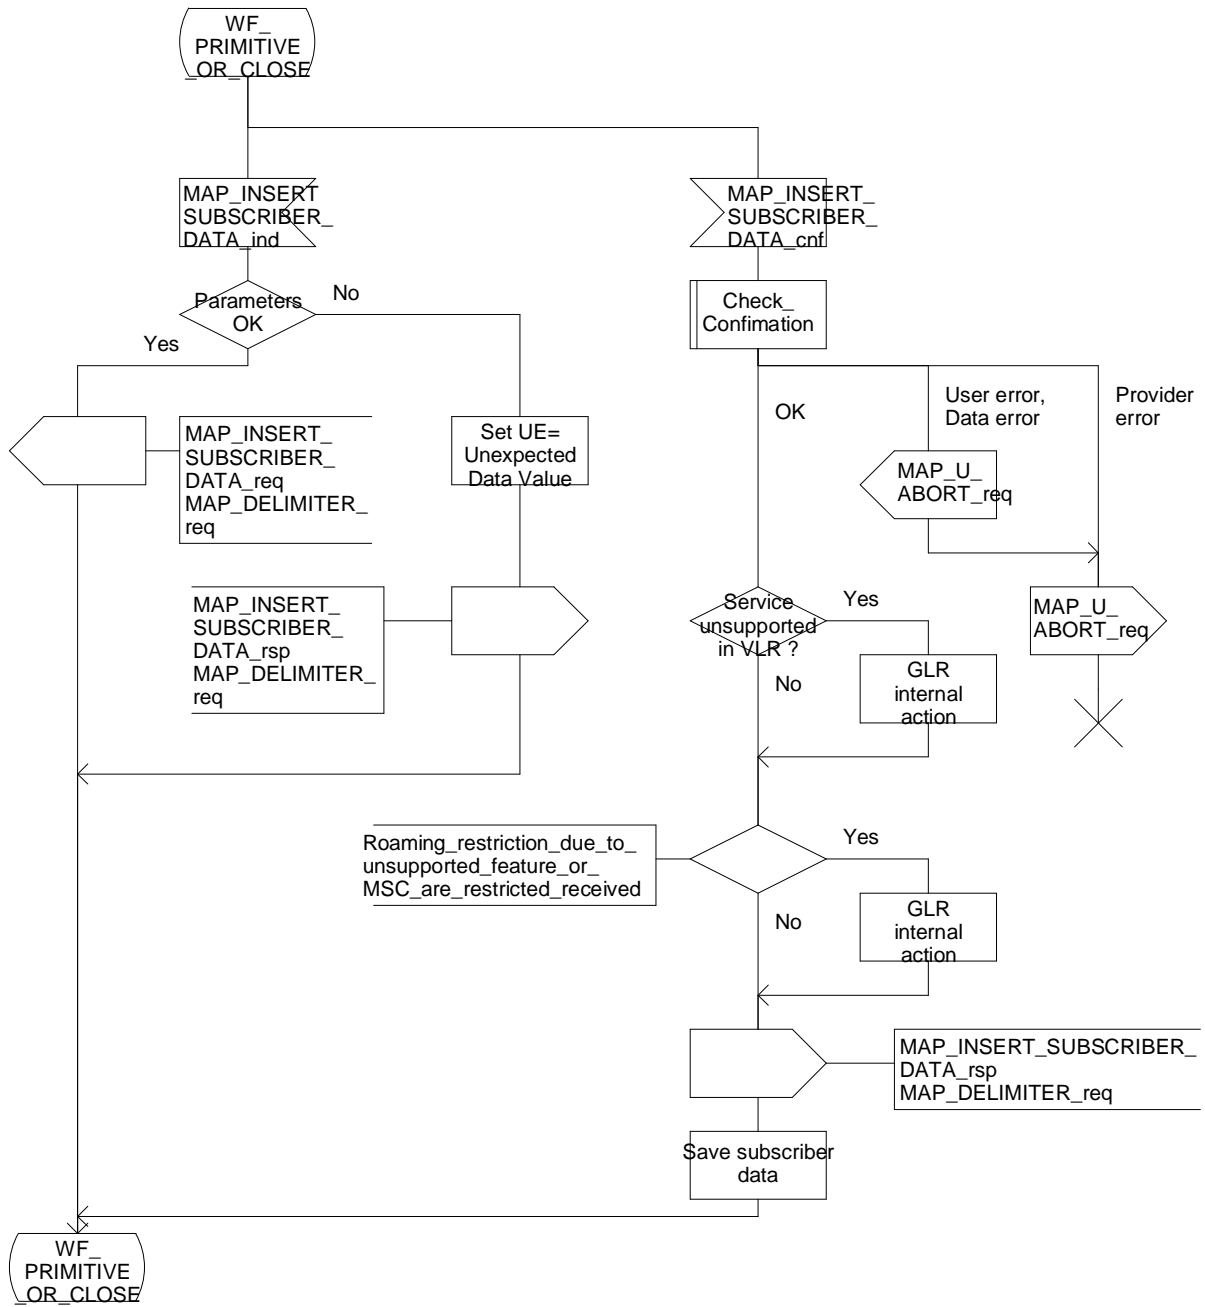 WF_
PRIMITIVE
_OR_CLOSE
MAP_INSERT
SUBSCRIBER_
DATA_ind
MAP_INSERT_
SUBSCRIBER_
DATA_cnf
Parameters
OK
No
Yes
Check_
Confimation
OK
User error,
Data error
Provider
error
MAP_INSERT_
SUBSCRIBER_
DATA_req
MAP_DELIMITER_
req
Set UE=
Unexpected
Data Value
MAP_U_
ABORT_req
MAP_INSERT_
SUBSCRIBER_
DATA_rsp
MAP_DELIMITER_
req
Service
unsupported
in VLR ?
Yes
No
MAP_U_
ABORT_req
GLR
internal
action
Roaming_restriction_due_to_
unsupported_feature_or_
MSC_are_restricted_received
Yes
No
GLR
internal
action
MAP_INSERT_SUBSCRIBER_
DATA_rsp
MAP_DELIMITER_req
Save subscriber
data
WF_
PRIMITIVE
_OR_CLOSE